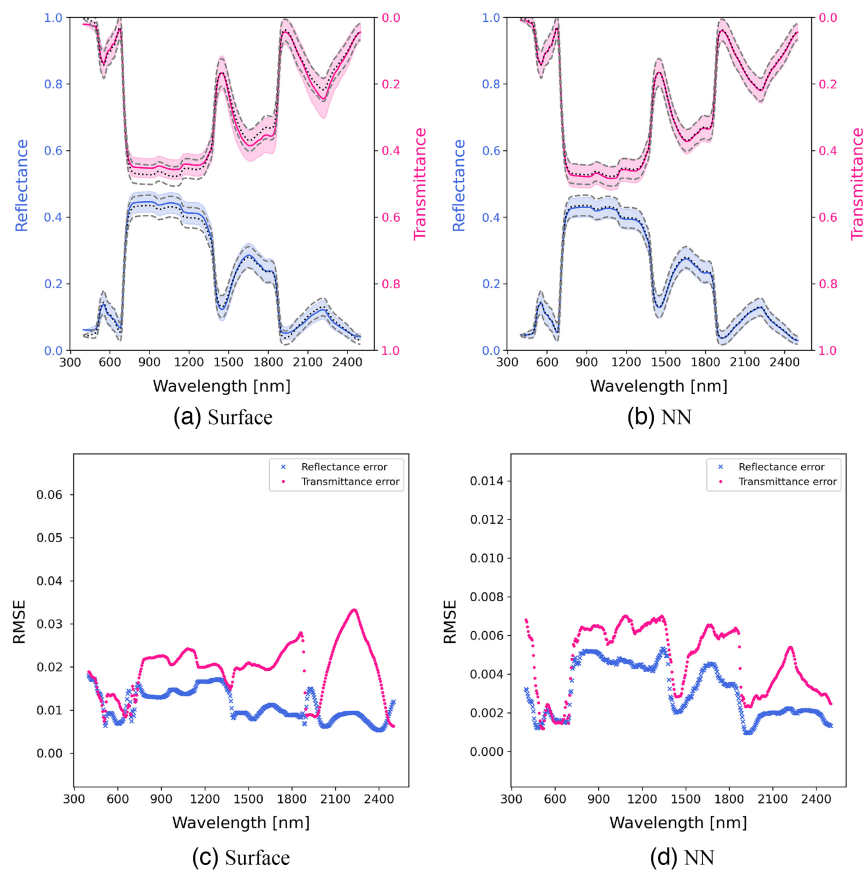 1.0
0.8
0.6
0.4
0.2
0.0
Reflectance
0.0
0.2
0.4
0.6
0.8
1.0
Transmittance
300 600 900 1200 1500 1800 2100 2400
Wavelength [nm]
(a) Surface
1.0
0.8
0.6
0.4
0.2
0.0
Reflectance
0.0
0.2
0.4
0.6
0.8
1.0
Transmittance
300 600 900 1200 1500 1800 2100 2400
Wavelength [nm]
(b) NN
Reflectance error
Transmittance error
0.06
0.05
0.04
0.03
0.02
0.01
0.00
RMSE
300 600 900 1200 1500 1800 2100 2400
Wavelength [nm]
(c) Surface
Reflectance error
Transmittance error
0.014
0.012
0.010
0.008
0.006
0.004
0.002
0.000
RMSE
300 600 900 1200 1500 1800 2100 2400
Wavelength [nm]
(d) NN